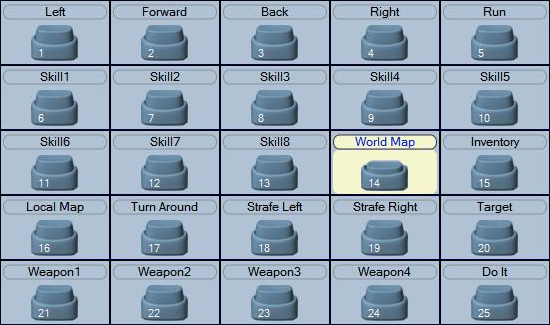 Left Forward Back Right Run
1 2 3 4 5
Skill1 Skill2 Skill3 Skill4 Skill5
6 7 8 9 10
Skill6 Skill7 Skill8 World Map Inventory
11 12 13 14 15
Local Map Turn Around Strafe Left Strafe Right Target
16 17 18 19 20
Weapon1 Weapon2 Weapon3 Weapon4 Do It
21 22 23 24 25